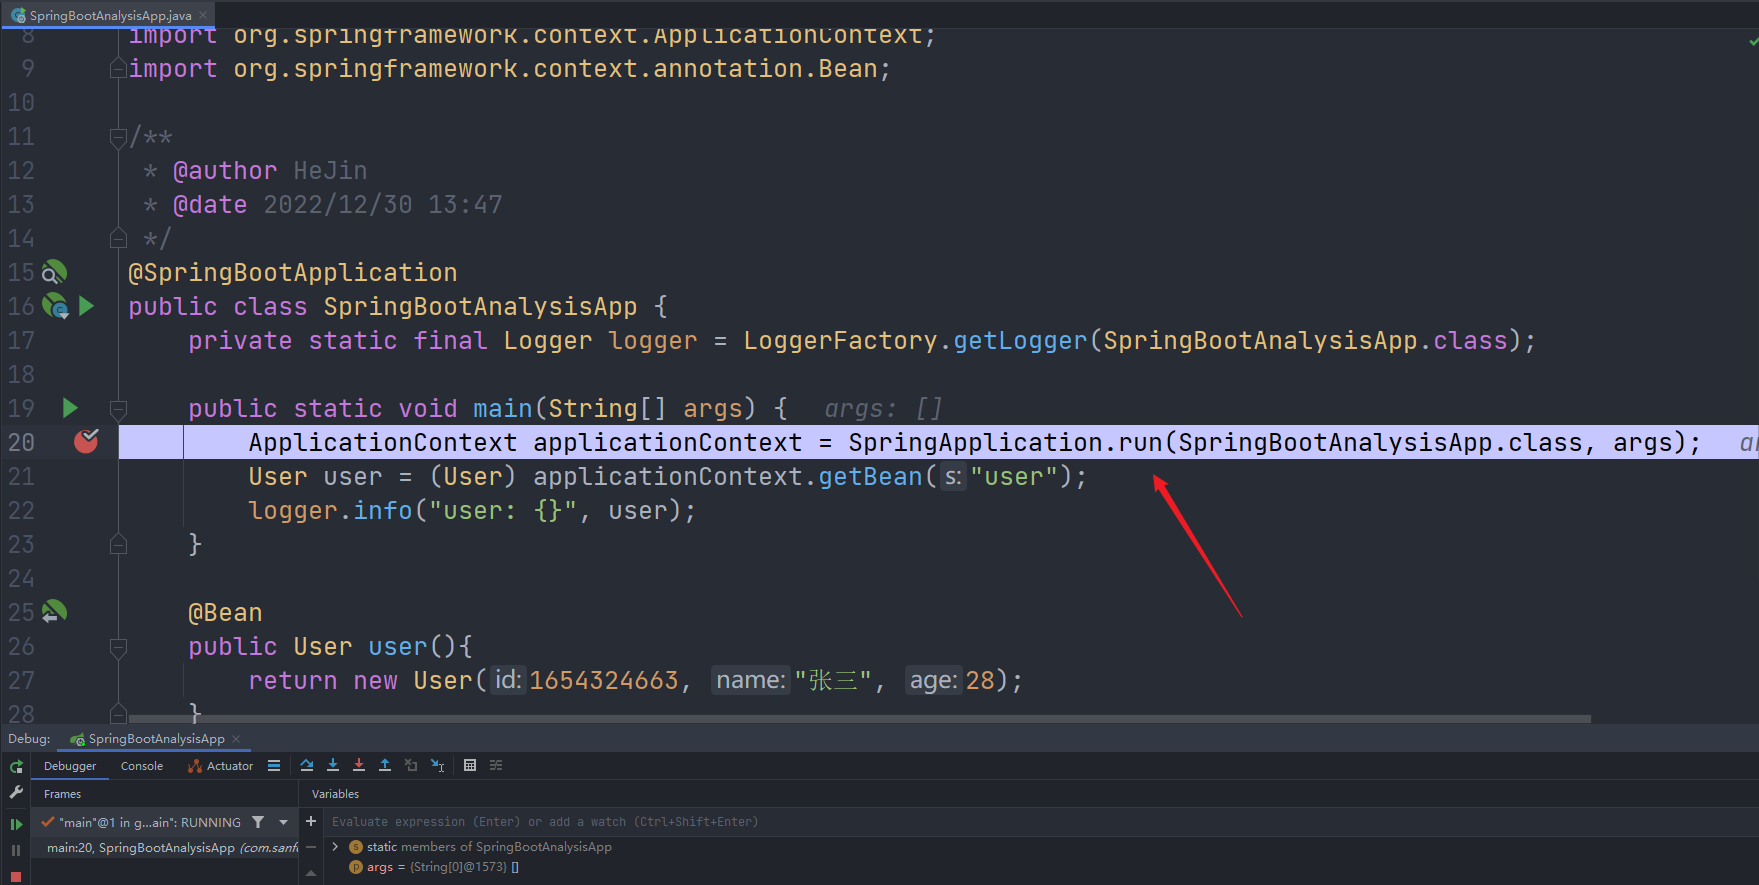 SpringBootAnalysisApp.java
8 import org.springframework.context.ApplicationContext;
9 import org.springframework.context.annotation.Bean;
10
11 /**
12 * @author HeJin
13 * @date 2022/12/30 13:47
14 */
15 @SpringBootApplication
16 public class SpringBootAnalysisApp {
17 private static final Logger logger = LoggerFactory.getLogger(SpringBootAnalysisApp.class);
18
19 public static void main(String[] args) { args: []
20 ApplicationContext applicationContext = SpringApplication.run(SpringBootAnalysisApp.class, args); ar
21 User user = (User) applicationContext.getBean( s: "user");
22 logger.info("user: {}", user);
23 }
24
25 @Bean
26 public User user(){
27 return new User( id: 1654324663, name: "张三", age: 28);
28 }
Debug: SpringBootAnalysisApp
Debugger Console Actuator
Frames Variables
"main"@1 in g...ain": RUNNING Evaluate expression (Enter) or add a watch (Ctrl+Shift+Enter)
main:20, SpringBootAnalysisApp (com.sanf static members of SpringBootAnalysisApp
args = {String[0]@1573} []